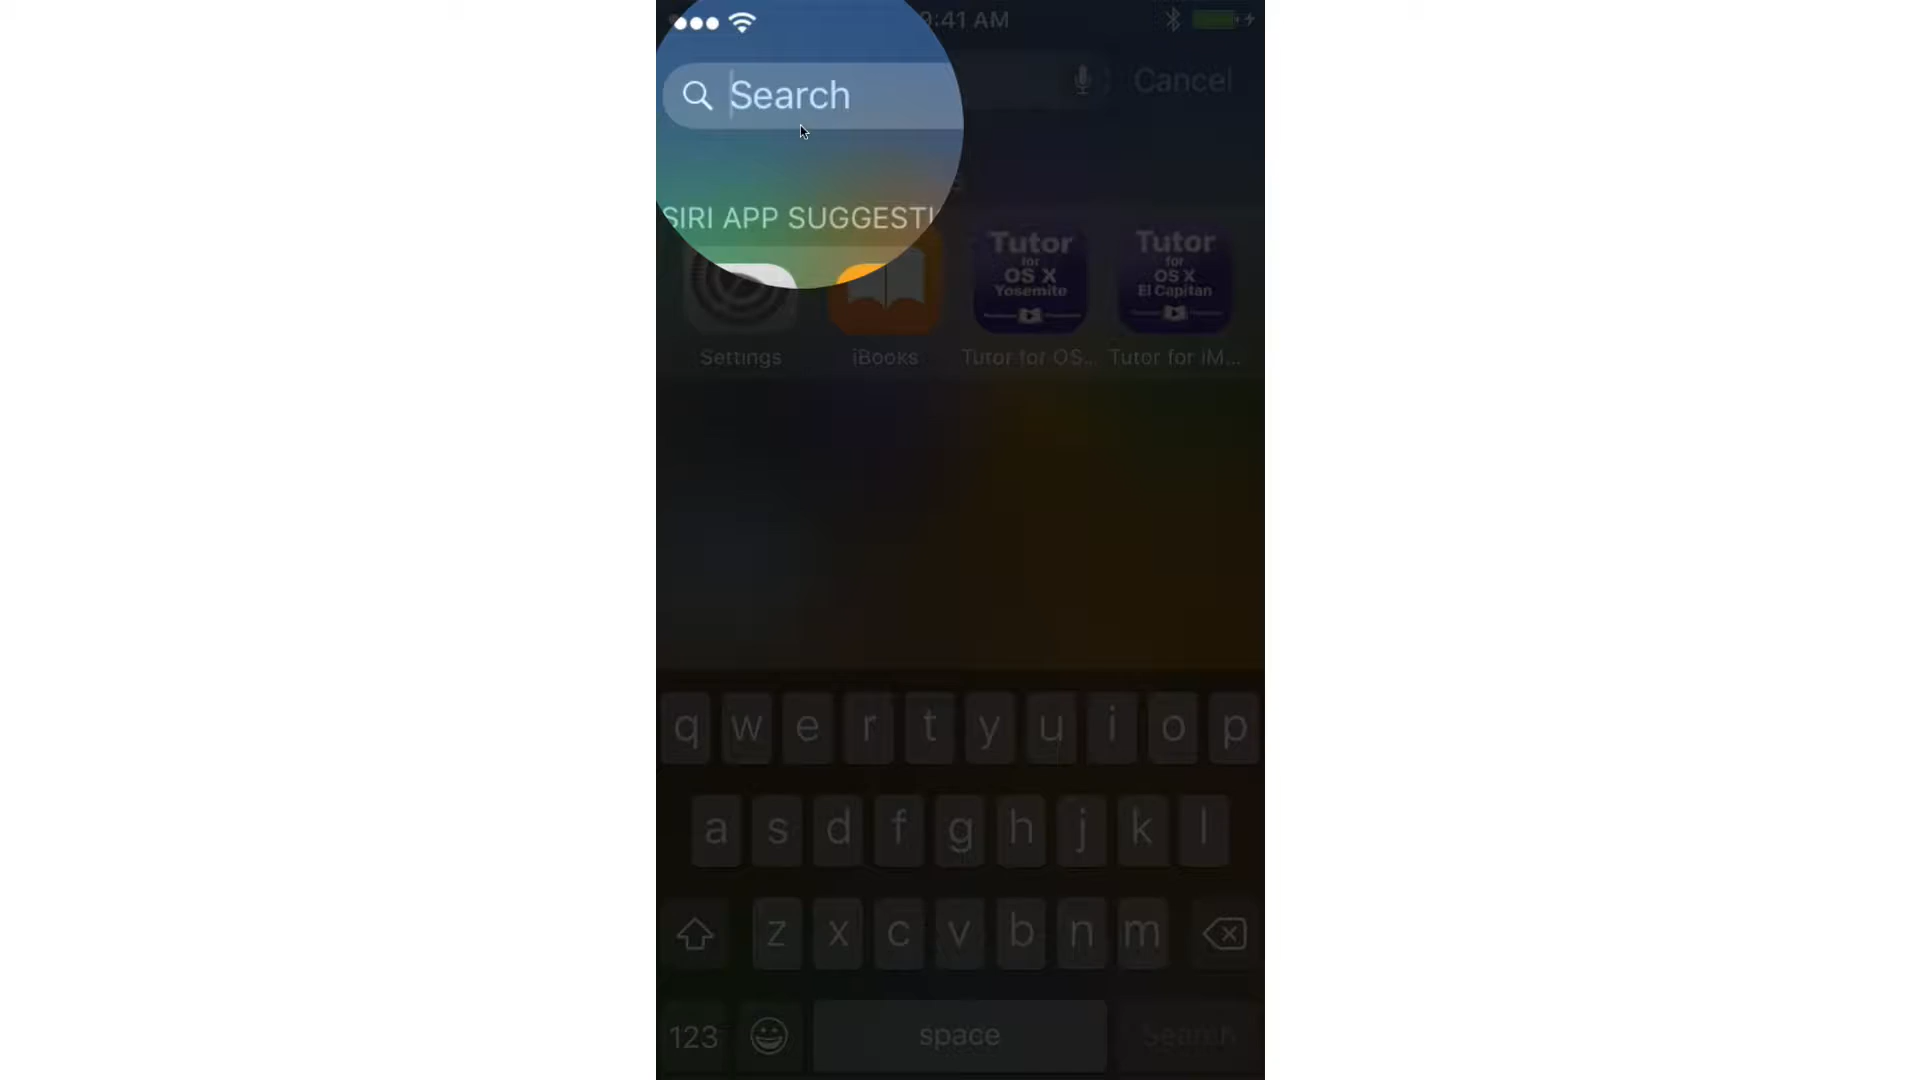 9:41 AM
Search
Cancel
SIRI APP SUGGESTI
Tutor
for
OS X
Yosemite
Tutor
for
OS X
El Capitan
Settings
iBooks
Tutor for OS...
Tutor for iM...
q w e r t y u i o p
a s d f g h j k l
z x c v b n m
123
space
Search